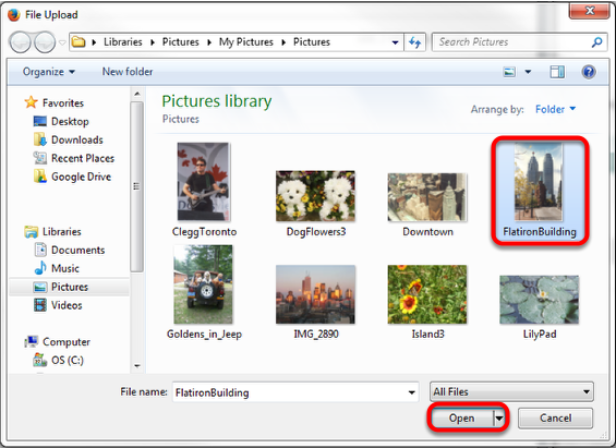 File Upload
Libraries Pictures My Pictures Pictures
Search Pictures
Organize New folder
Favorites
Desktop
Downloads
Recent Places
Google Drive
Libraries
Documents
Music
Pictures
Videos
Computer
OS (C:)
Pictures library
Pictures
Arrange by: Folder
CleggToronto DogFlowers3 Downtown FlatironBuilding
Goldens_in_Jeep IMG_2890 Island3 LilyPad
File name: FlatironBuilding All Files
Open Cancel